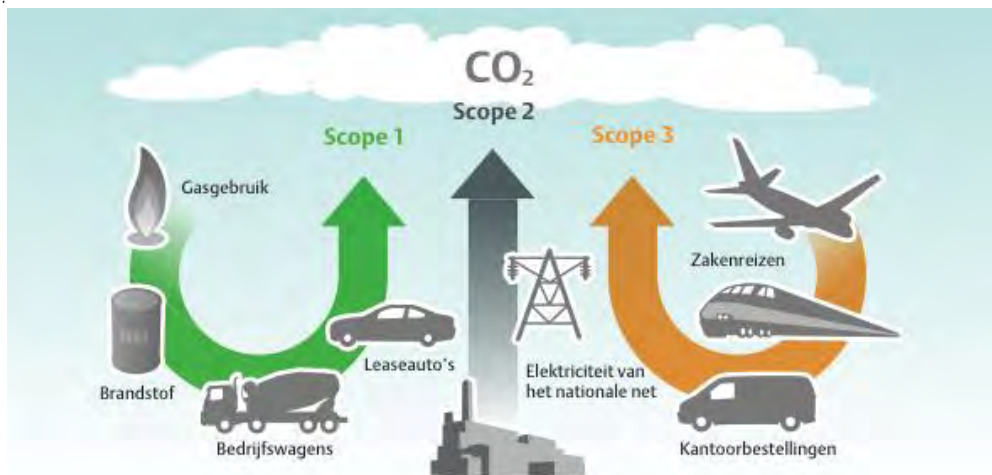 CO₂
Scope 2
Scope 1
Scope 3
Gasgebruik
Zakenreizen
Leaseauto's
Elektriciteit van
het nationale net
Brandstof
Bedrijfswagens
Kantoorbestellingen